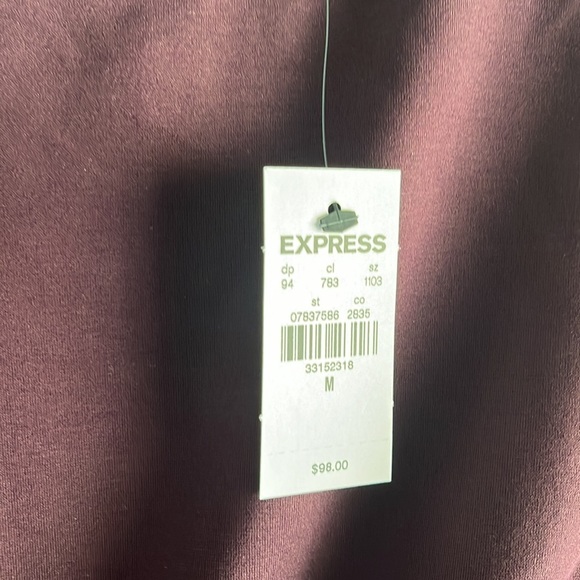 EXPRESS
dp cl sz
94 783 1103
st co
07837586 2835
33152318
M
$98.00